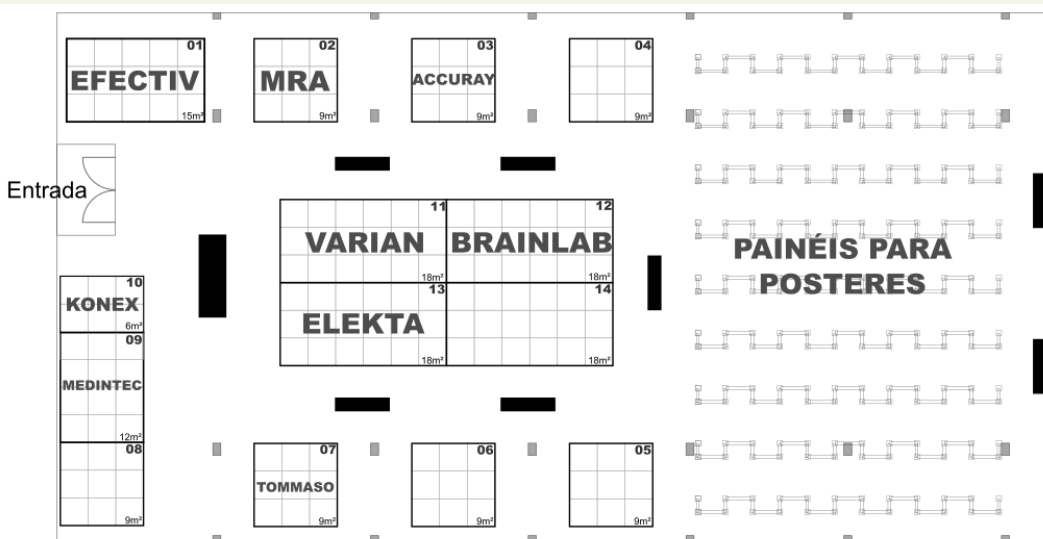 01
EFECTIV
15m²
02
MRA
9m²
03
ACCURAY
9m²
04
9m²
Entrada
11
VARIAN
18m²
12
BRAINLAB
18m²
13
ELEKTA
18m²
14
18m²
PAINÉIS PARA
POSTERES
10
KONEX
6m²
09
MEDINTEC
12m²
08
9m²
07
TOMMASO
9m²
06
9m²
05
9m²